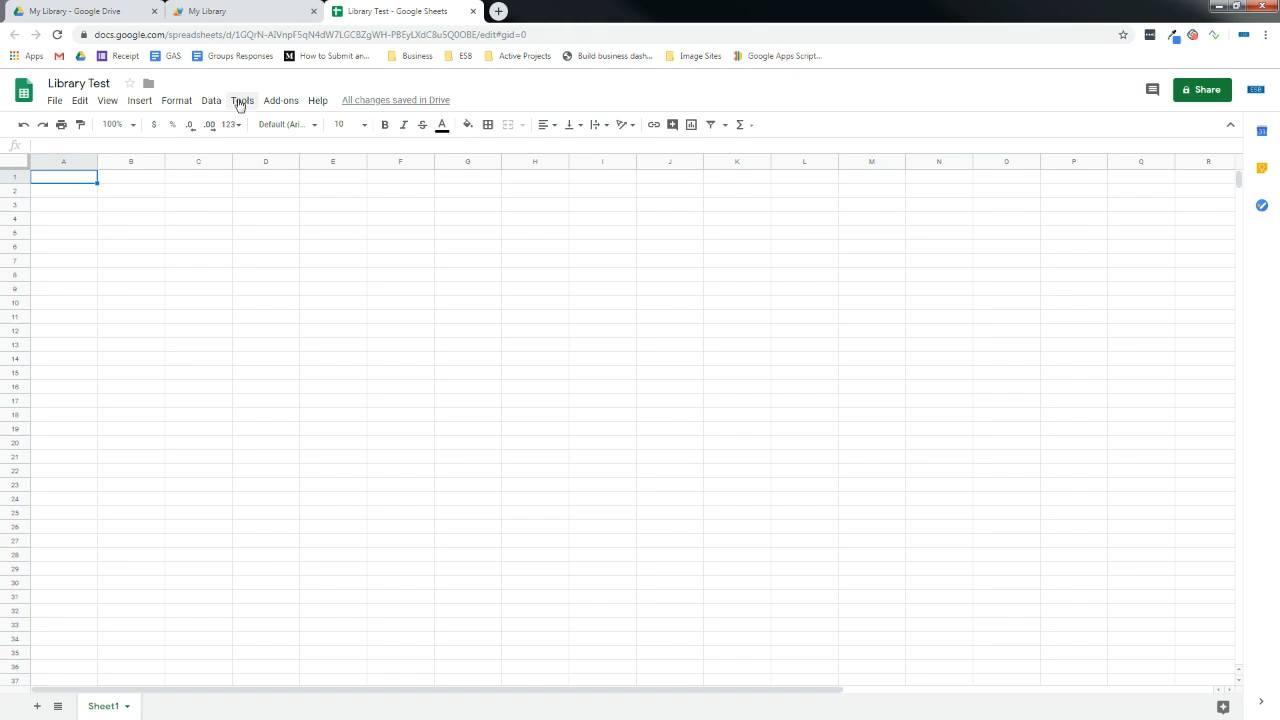 My Library - Google Drive
My Library
Library Test - Google Sheets
docs.google.com/spreadsheets/d/1GQrN-AIVnpF5qN4dW7LGCBZgWH-PBEyLXdC8u5Q0OBE/edit#gid=0
Apps GAS Receipt Groups Responses How to Submit an... Business ESB Active Projects Build business dash... Image Sites Google Apps Script...
Library Test
File Edit View Insert Format Data Tools Add-ons Help All changes saved in Drive
Share
ESB
100% $ % .0 .00 123 Default (Ari... 10 B I S A Σ
fx
A B C D E F G H I J K L M N O P Q R
1
2
3
4
5
6
7
8
9
10
11
12
13
14
15
16
17
18
19
20
21
22
23
24
25
26
27
28
29
30
31
32
33
34
35
36
37
Sheet1